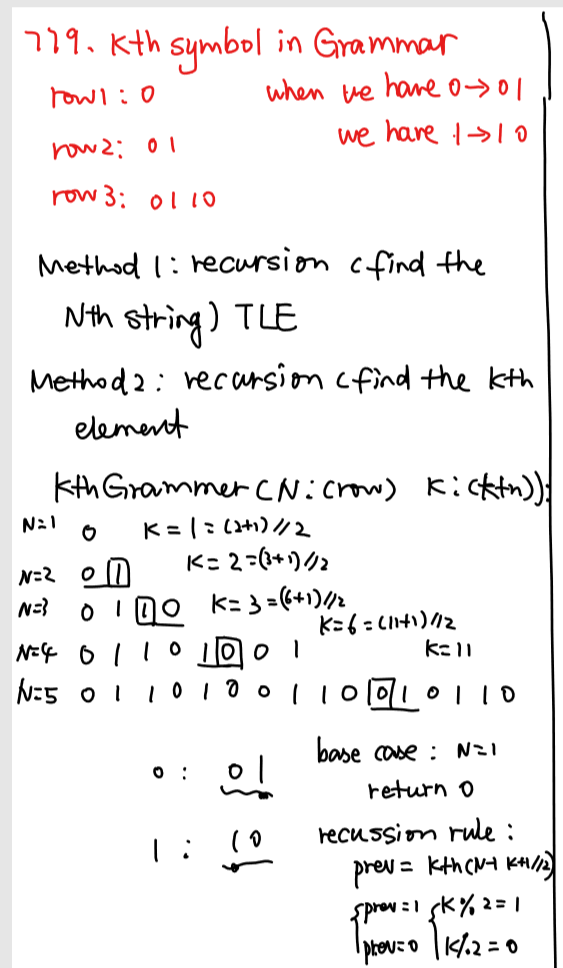 779. Kth symbol in Grammar
row1: 0 when we have 0→01
row2: 01 we have 1→10
row3: 0110
Method 1: recursion (find the
Nth string) TLE
Method2: recursion (find the kth
element
KthGrammer(N:(row) K:(kth)):
N=1 0 K=1=(2+1)//2
N=2 0 1 K=2=(3+1)//2
N=3 0 1 1 0 K=3=(6+1)//2
K=6=(11+1)//2
N=4 0 1 1 0 1 0 0 1 K=11
N=5 0 1 1 0 1 0 0 1 1 0 0 1 0 1 1 0
base case: N=1
0: 01 return 0
1: 10 recussion rule:
prev = kth(N-1 K+1//2)
prev=1 K%2=1
prev=0 K%2=0